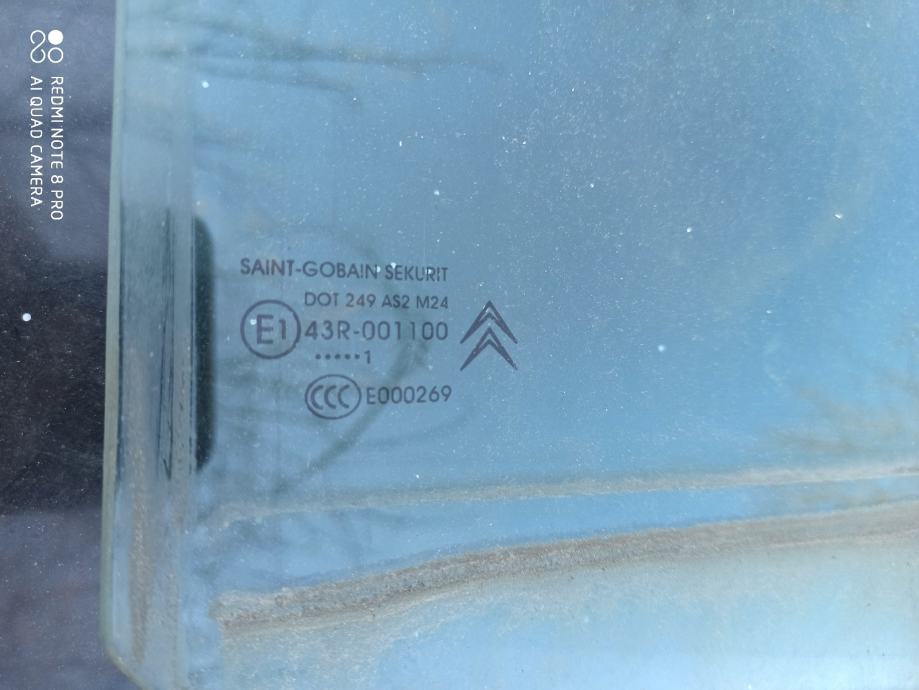 SAINT-GOBAIN SEKURIT
DOT 249 AS2 M24
E1 43R-001100
•••••1
CCC E000269
REDMI NOTE 8 PRO
AI QUAD CAMERA